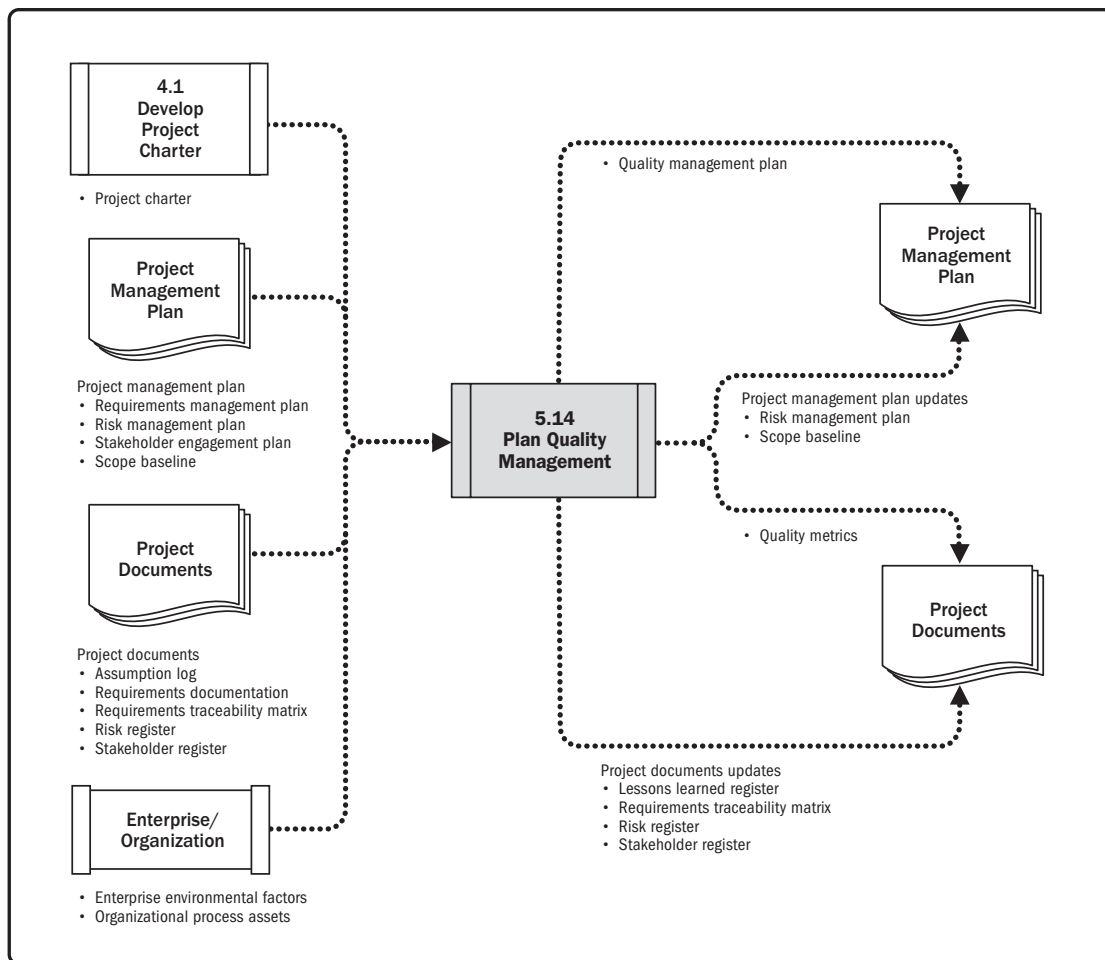 4.1
Develop
Project
Charter
• Project charter
Project
Management
Plan
Project management plan
• Requirements management plan
• Risk management plan
• Stakeholder engagement plan
• Scope baseline
Project
Documents
Project documents
• Assumption log
• Requirements documentation
• Requirements traceability matrix
• Risk register
• Stakeholder register
Enterprise/
Organization
• Enterprise environmental factors
• Organizational process assets
5.14
Plan Quality
Management
• Quality management plan
Project
Management
Plan
Project management plan updates
• Risk management plan
• Scope baseline
• Quality metrics
Project
Documents
Project documents updates
• Lessons learned register
• Requirements traceability matrix
• Risk register
• Stakeholder register